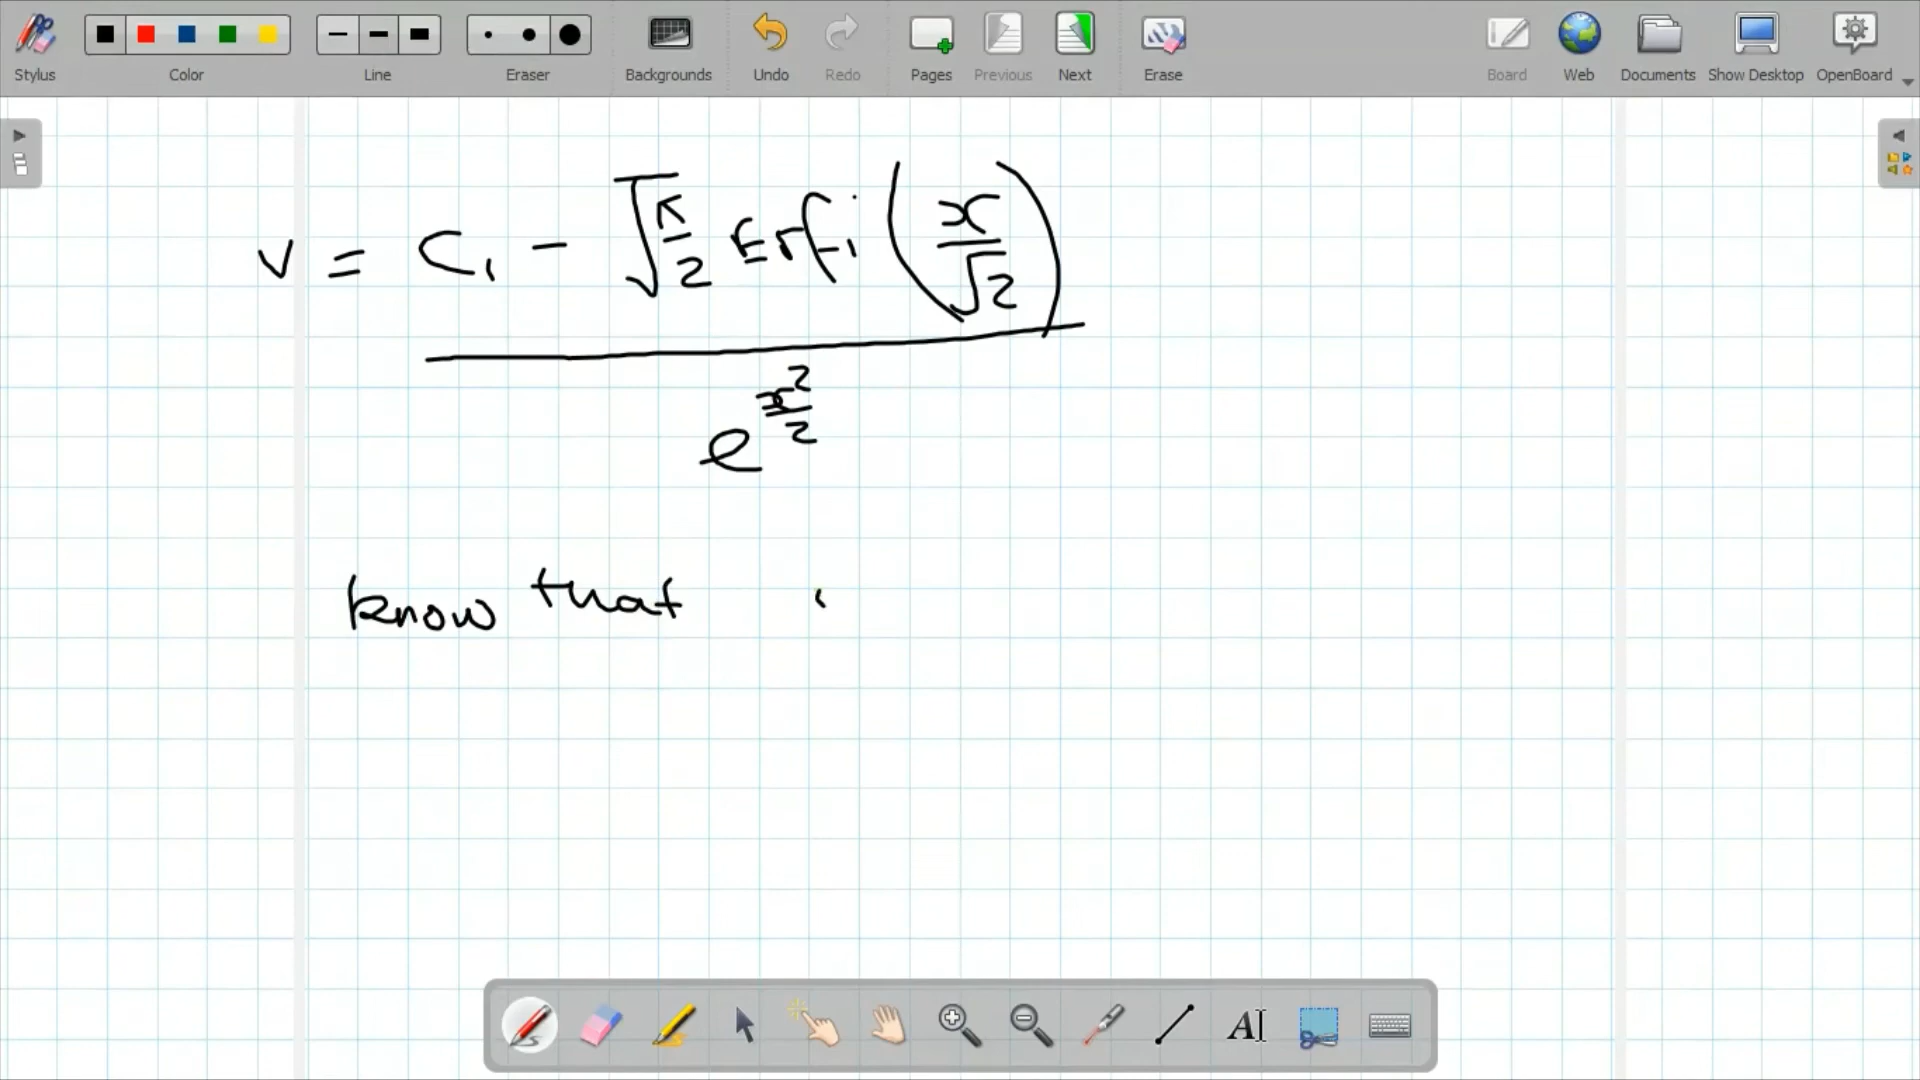 Stylus Color Line Eraser Backgrounds Undo Redo Pages Previous Next Erase Board Web Documents Show Desktop OpenBoard
v = C₁ - √π/2 Erfi (x/√2)
e^x²/2
know that